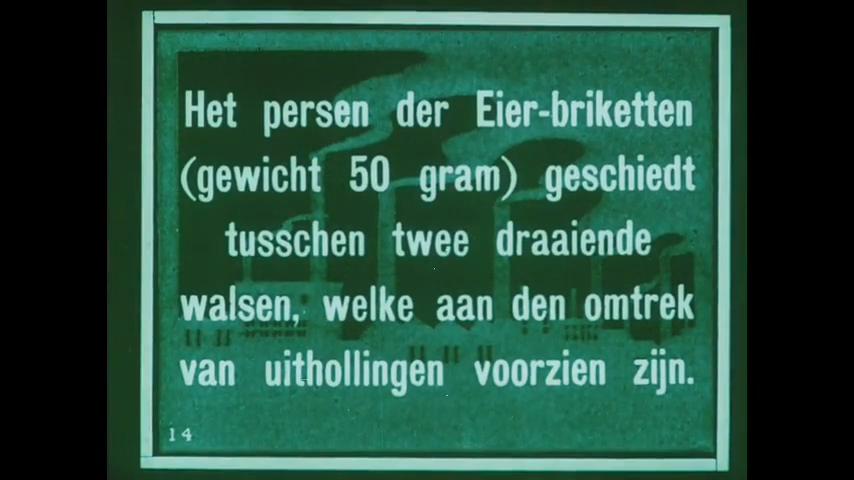 Het persen der Eier-briketten
(gewicht 50 gram) geschiedt
tusschen twee draaiende
walsen, welke aan den omtrek
van uithollingen voorzien zijn.
14